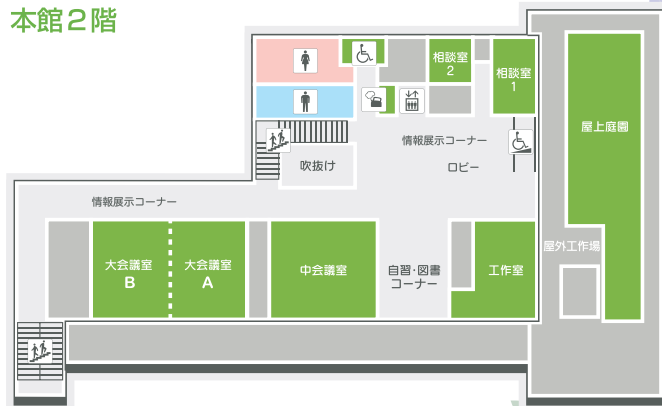 本館２階
相談室
2
相談室
1
屋上庭園
情報展示コーナー
吹抜け
ロビー
情報展示コーナー
屋外工作場
大会議室
B
大会議室
A
中会議室
自習・図書
コーナー
工作室